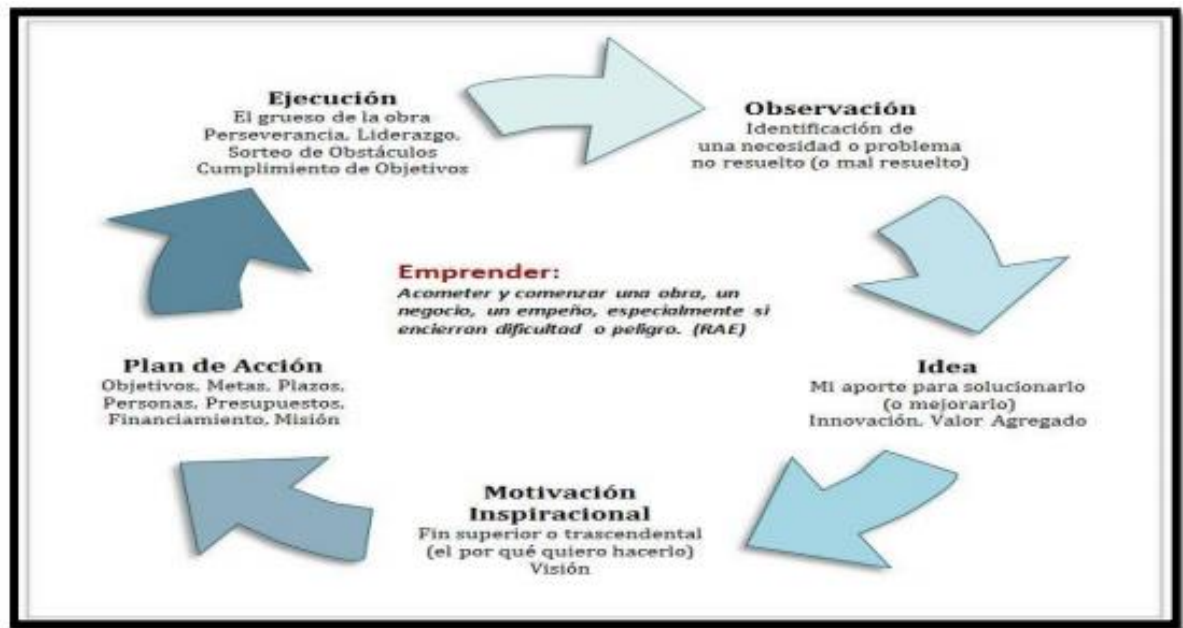 Ejecución
El grueso de la obra
Perseverancia, Liderazgo,
Sorteo de Obstáculos
Cumplimiento de Objetivos
Observación
Identificación de
una necesidad o problema
no resuelto (o mal resuelto)
Emprender:
Acometer y comenzar una obra, un
negocio, un empeño, especialmente si
encierran dificultad o peligro. (RAE)
Plan de Acción
Objetivos, Metas, Plazos,
Personas, Presupuestos,
Financiamiento, Misión
Idea
Mi aporte para solucionarlo
(o mejorarlo)
Innovación, Valor Agregado
Motivación
Inspiracional
Fin superior o trascendental
(el por qué quiero hacerlo)
Visión